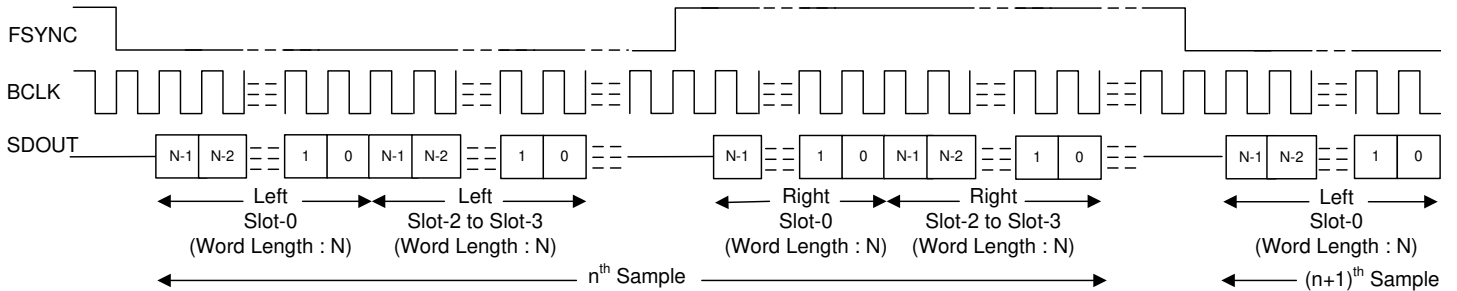 FSYNC
BCLK
SDOUT
N-1 N-2 1 0 N-1 N-2 1 0 N-1 1 0 N-1 N-2 1 0 N-1 N-2 1 0
Left Left Right Right Left
Slot-0 Slot-2 to Slot-3 Slot-0 Slot-2 to Slot-3 Slot-0
(Word Length : N) (Word Length : N) (Word Length : N) (Word Length : N) (Word Length : N)
nth Sample (n+1)th Sample